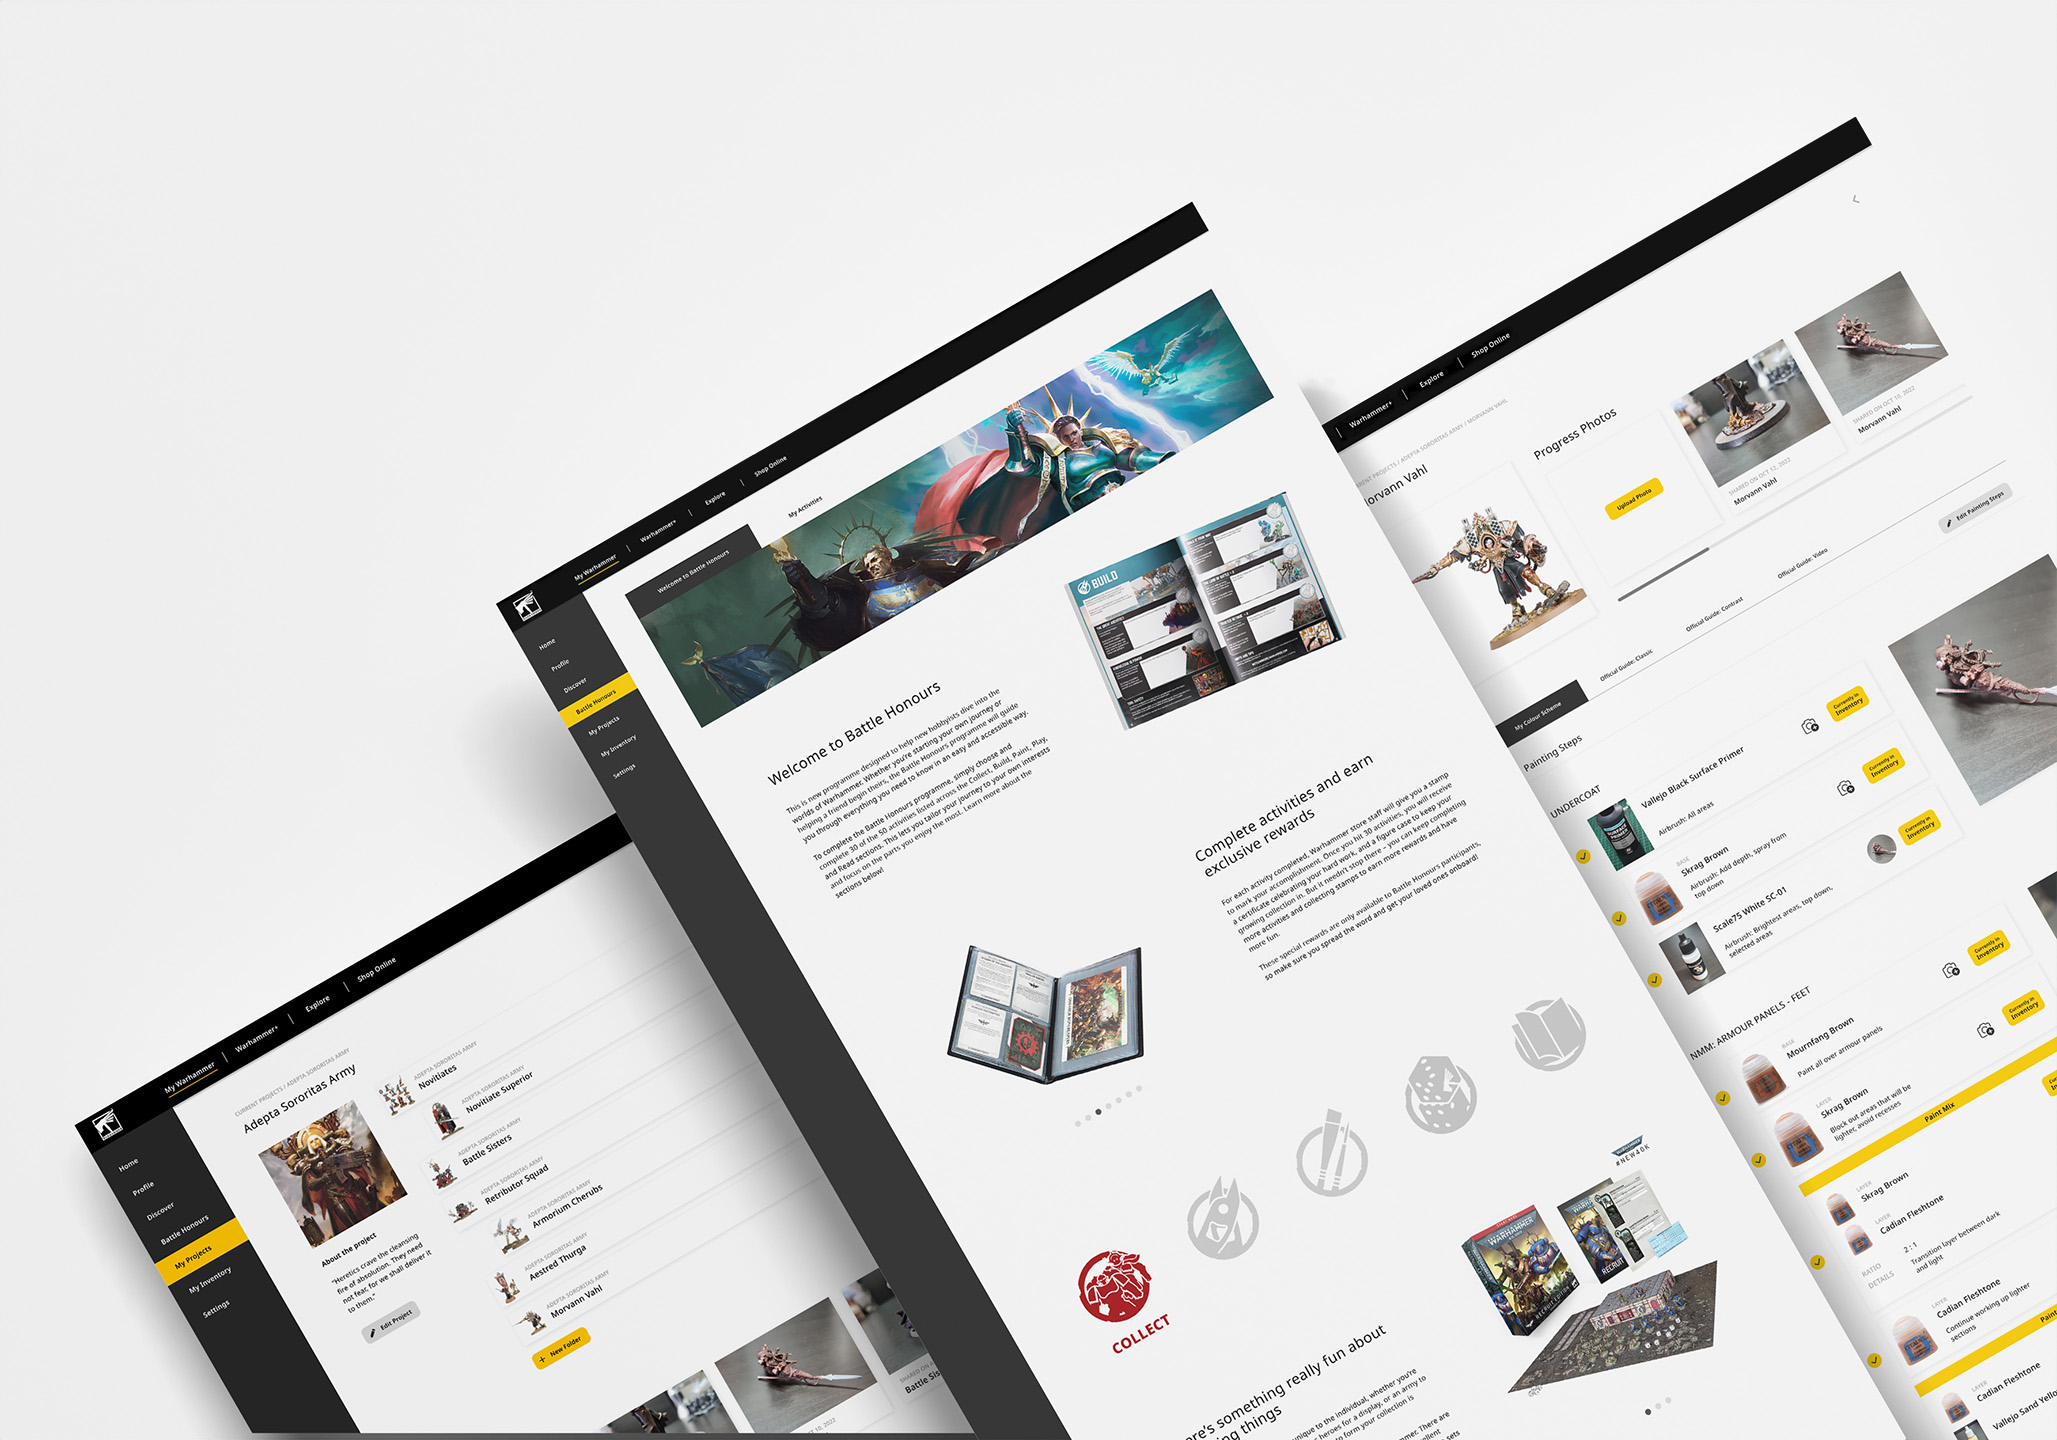 My Warhammer
Warhammer+
Explore
Shop Online
Home
Profile
Discover
Battle Honours
My Projects
My Inventory
Settings
CURRENT PROJECTS / ADEPTA SORORITAS ARMY
Adepta Sororitas Army
About the project
"Heretics crave the cleansing
fire of absolution. They need
not fear, for we shall deliver it
to them."
Edit Project
ADEPTA SORORITAS ARMY
Novitiates
ADEPTA SORORITAS ARMY
Novitiate Superior
ADEPTA SORORITAS ARMY
Battle Sisters
ADEPTA SORORITAS ARMY
Retributor Squad
ADEPTA SORORITAS ARMY
Armorium Cherubs
ADEPTA SORORITAS ARMY
Aestred Thurga
ADEPTA SORORITAS ARMY
Morvann Vahl
+ New Folder
10, 2022
SHARED ON
Battle Sis
My Warhammer
Warhammer+
Explore
Shop Online
Home
Profile
Discover
Battle Honours
My Projects
My Inventory
Settings
Welcome to Battle Honours
My Activities
Welcome to Battle Honours
This is new programme designed to help new hobbyists dive into the
worlds of Warhammer. Whether you're starting your own journey or
helping a friend begin theirs, the Battle Honours programme will guide
you through everything you need to know in an easy and accessible way.
To complete the Battle Honours programme, simply choose and
complete 30 of the 50 activities listed across the Collect, Build, Paint, Play,
and Read sections. This lets you tailor your journey to your own interests
and focus on the parts you enjoy the most. Learn more about the
sections below!
BUILD
Complete activities and earn
exclusive rewards
For each activity completed, Warhammer store staff will give you a stamp
to mark your accomplishment. Once you hit 30 activities, you will receive
a certificate celebrating your hard work, and a figure case to keep your
growing collection in. But it needn't stop there – you can keep completing
more activities and collecting stamps to earn more rewards and have
more fun.
These special rewards are only available to Battle Honours participants,
so make sure you spread the word and get your loved ones onboard!
COLLECT
#NEW40K
WARHAMMER
RECRUIT EDITION
RECRUIT
ere's something really fun about
ng things
unique to the individual, whether you're
heroes for a display, or an army to
to form your collection is
mmer. There are
ellent
sets
Warhammer+
Explore
Shop Online
RENT PROJECTS / ADEPTA SORORITAS ARMY / MORVANN VAHL
orvann Vahl
Progress Photos
Upload Photo
SHARED ON OCT 12, 2022
Morvann Vahl
SHARED ON OCT 10, 2022
Morvann Vahl
Edit Painting Steps
My Colour Scheme
Official Guide: Classic
Official Guide: Contrast
Official Guide: Video
Painting Steps
UNDERCOAT
Vallejo Black Surface Primer
Airbrush: All areas
Currently in
Inventory
BASE
Skrag Brown
Airbrush: Add depth, spray from
top down
Currently in
Inventory
Scale75 White SC-01
Airbrush: Brightest areas, top down,
selected areas
Currently in
Inventory
NMM: ARMOUR PANELS - FEET
BASE
Mournfang Brown
Paint all over armour panels
Currently in
Inventory
LAYER
Skrag Brown
Block out areas that will be
lighter, avoid recesses
Currently in
Inventory
Paint Mix
LAYER
Skrag Brown
LAYER
Cadian Fleshtone
RATIO
2 : 1
DETAILS
Transition layer between dark
and light
LAYER
Cadian Fleshtone
Continue working up lighter
sections
Paint
LAYER
Cadian Fleshtone
Vallejo Sand Yello